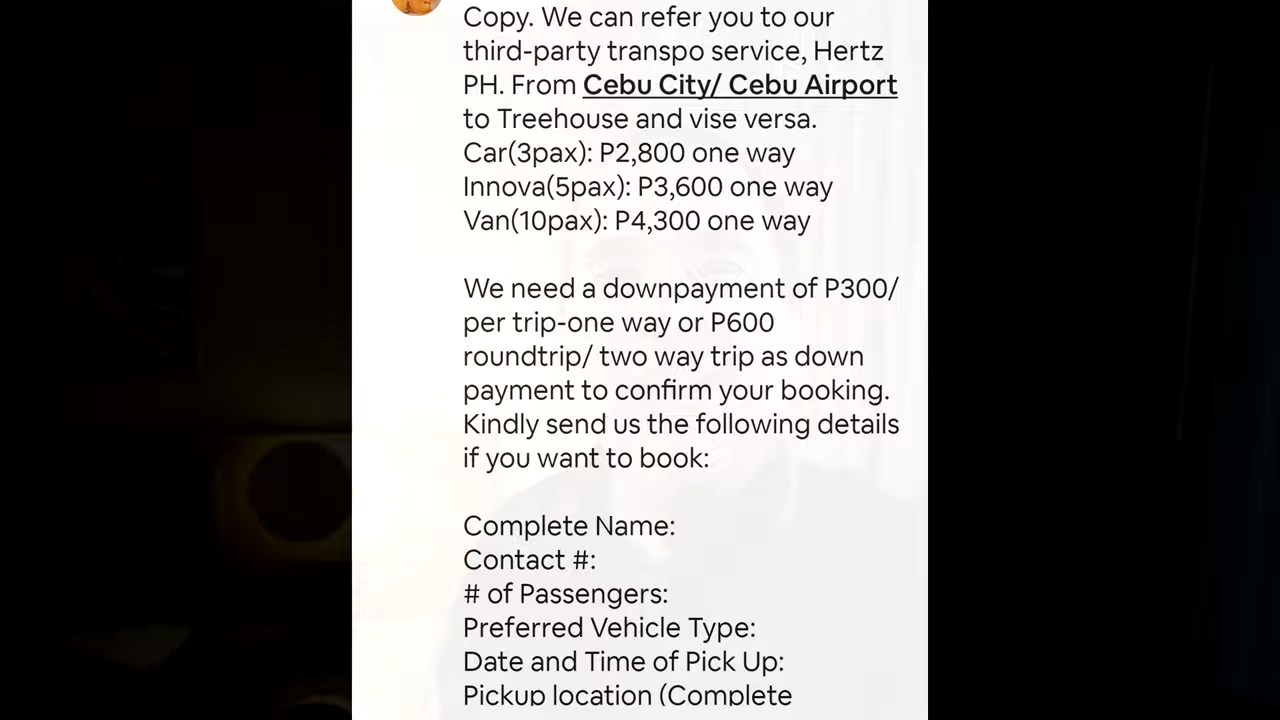 Copy. We can refer you to our
third-party transpo service, Hertz
PH. From Cebu City/ Cebu Airport
to Treehouse and vise versa.
Car(3pax): P2,800 one way
Innova(5pax): P3,600 one way
Van(10pax): P4,300 one way
We need a downpayment of P300/
per trip-one way or P600
roundtrip/ two way trip as down
payment to confirm your booking.
Kindly send us the following details
if you want to book:
Complete Name:
Contact #:
# of Passengers:
Preferred Vehicle Type:
Date and Time of Pick Up:
Pickup location (Complete